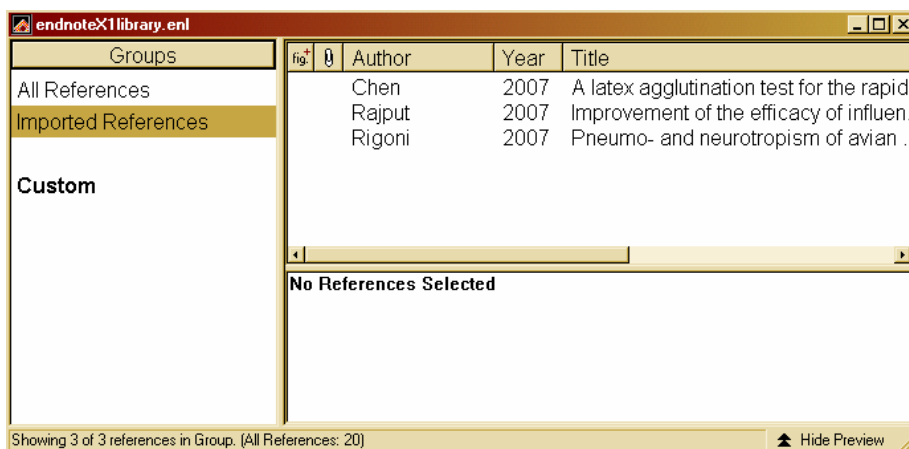 endnoteX1library.enl
Groups
All References
Imported References
Custom
fig. Author Year Title
Chen 2007 A latex agglutination test for the rapid
Rajput 2007 Improvement of the efficacy of influen.
Rigoni 2007 Pneumo- and neurotropism of avian .
No References Selected
Showing 3 of 3 references in Group. (All References: 20)
Hide Preview